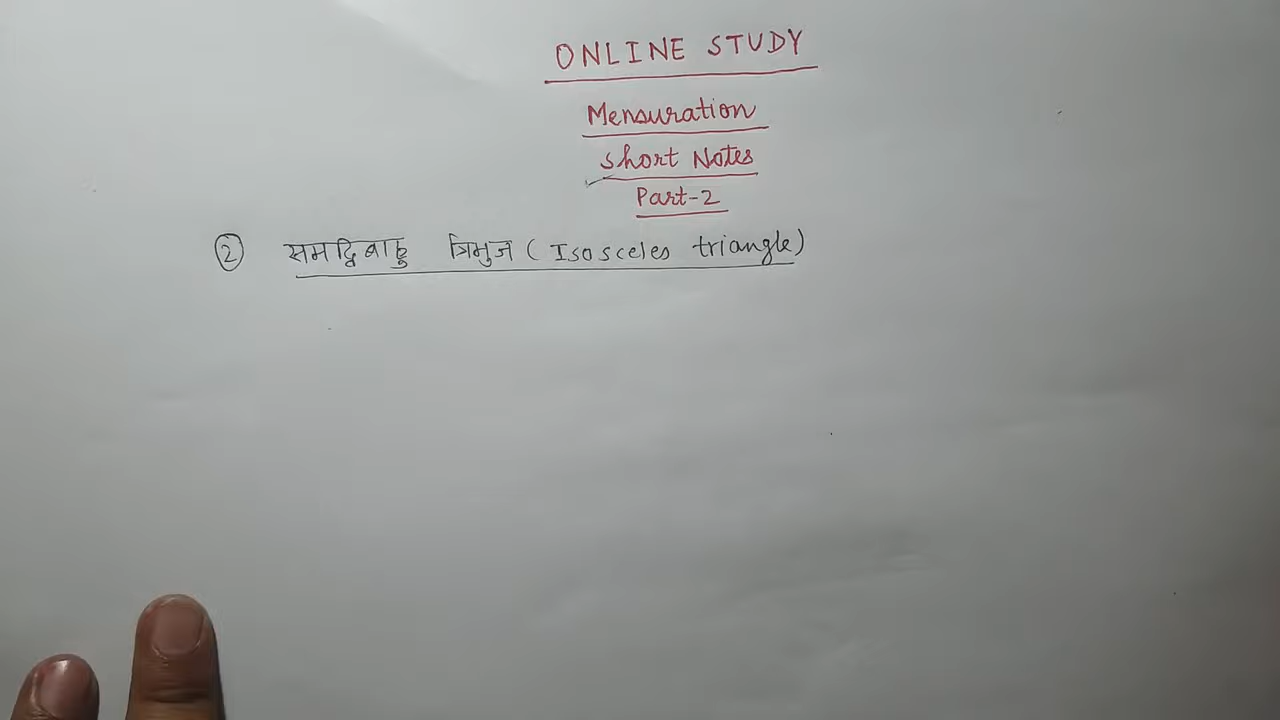 ONLINE STUDY
Mensuration
Short Notes
Part-2
② समद्विबाहु त्रिभुज ( Isosceles triangle )